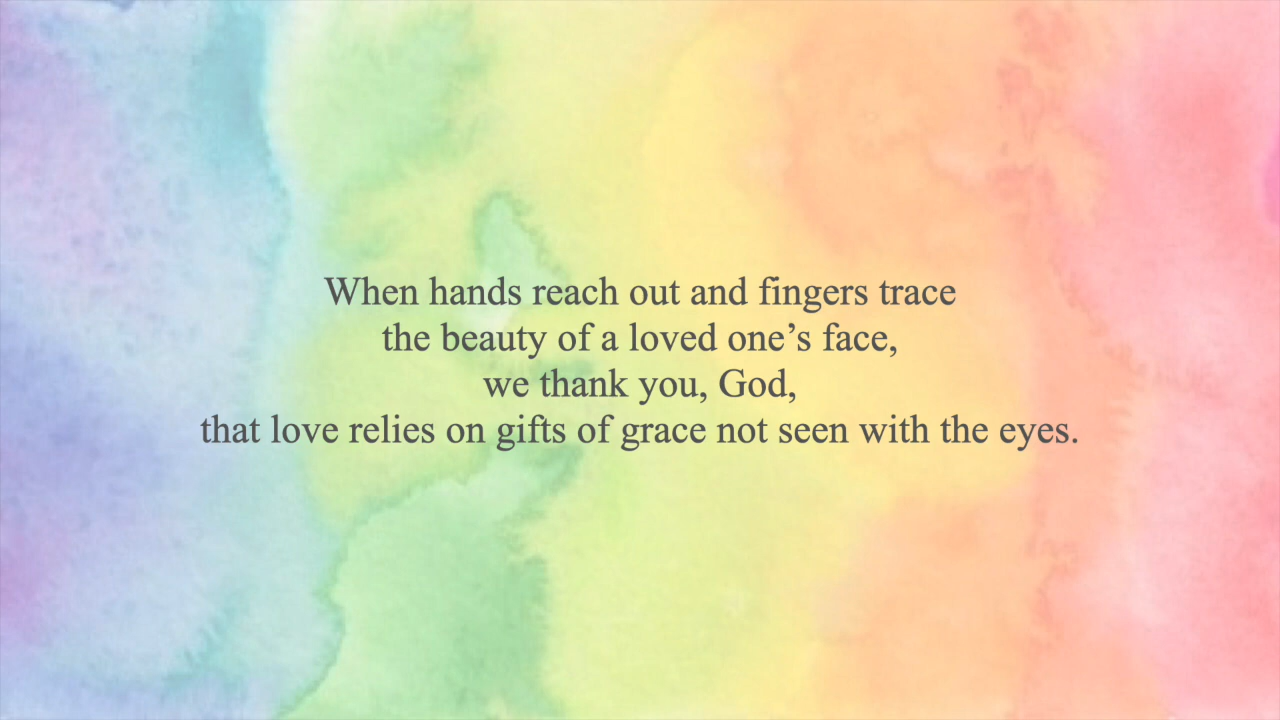 When hands reach out and fingers trace
the beauty of a loved one’s face,
we thank you, God,
that love relies on gifts of grace not seen with the eyes.